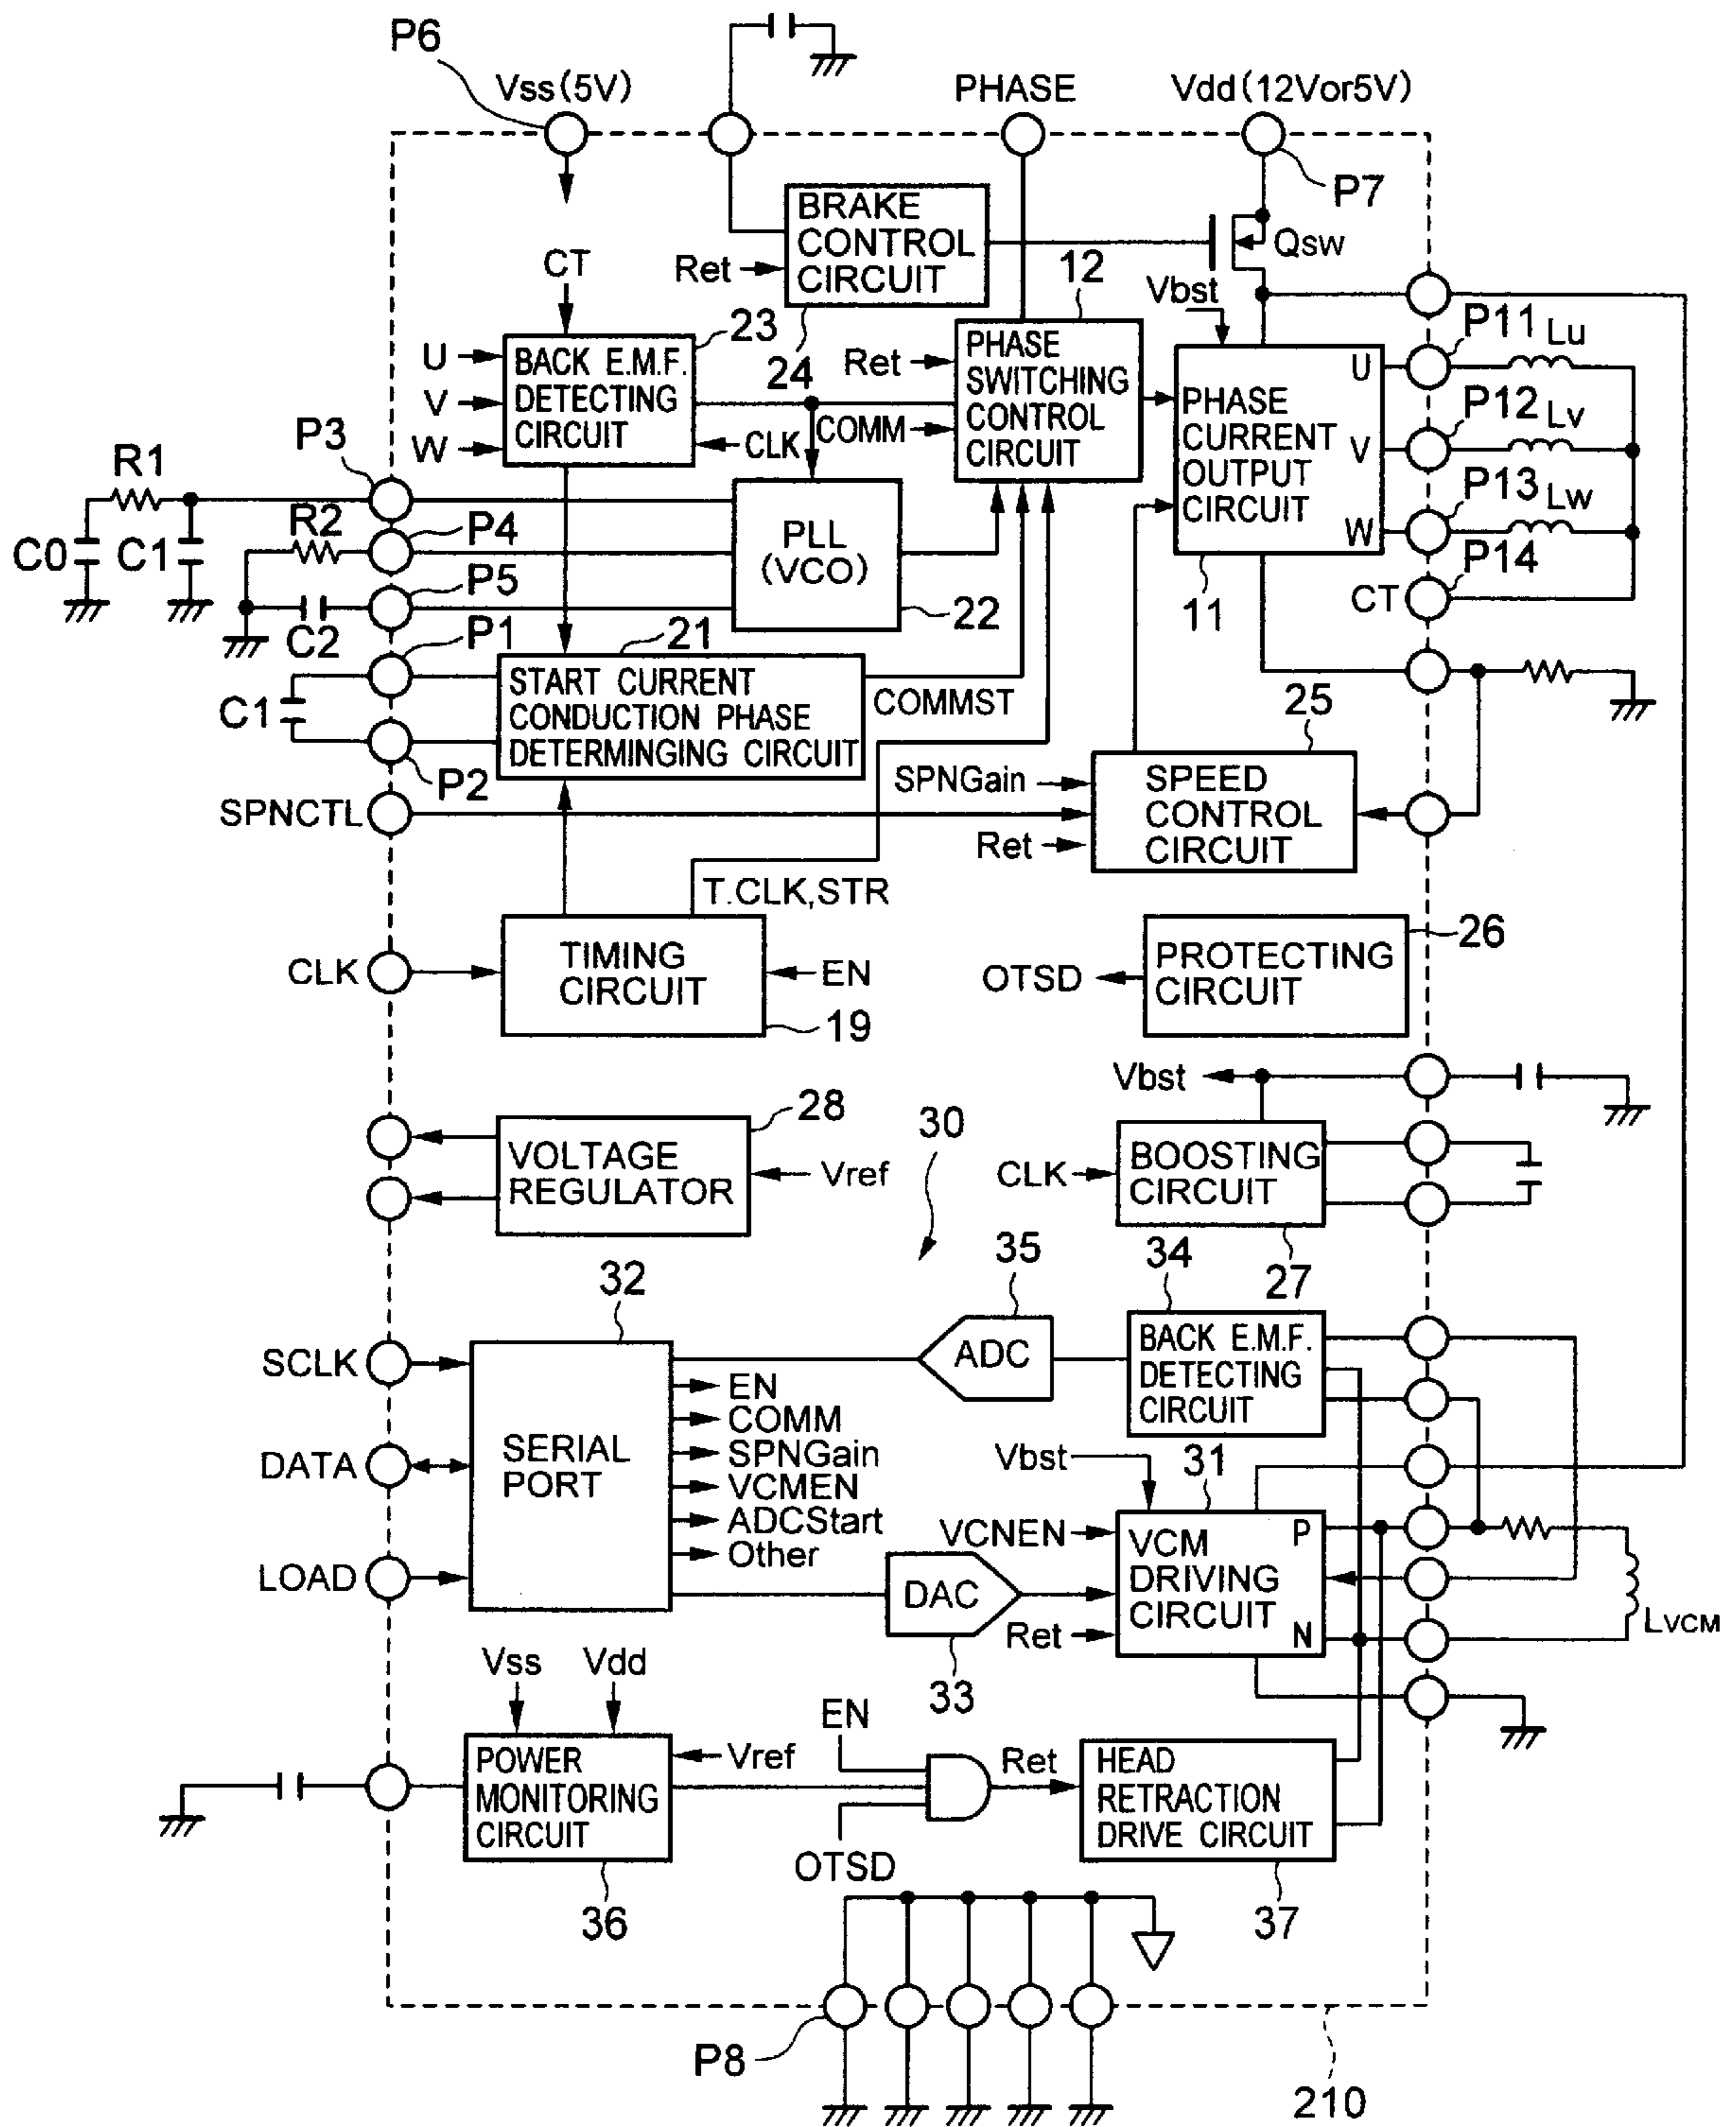 P6
Vss(5V)
PHASE
Vdd(12Vor5V)
P7
BRAKE
CONTROL
CIRCUIT
Ret
24
Qsw
CT
12
Vbst
23
BACK E.M.F.
DETECTING
CIRCUIT
U
V
W
CLK
Ret
COMM
PHASE
SWITCHING
CONTROL
CIRCUIT
PHASE
CURRENT
OUTPUT
CIRCUIT
U
V
W
11
P11
Lu
P12
Lv
P13
Lw
P14
CT
P3
R1
C0
C1
R2
P4
P5
C2
PLL
(VCO)
22
P1
C1
P2
21
START CURRENT
CONDUCTION PHASE
DETERMINGING CIRCUIT
COMMST
25
SPNGain
SPEED
CONTROL
CIRCUIT
Ret
SPNCTL
T.CLK,STR
CLK
TIMING
CIRCUIT
EN
19
26
OTSD
PROTECTING
CIRCUIT
Vbst
28
VOLTAGE
REGULATOR
Vref
30
CLK
BOOSTING
CIRCUIT
27
32
35
34
SCLK
DATA
LOAD
SERIAL
PORT
ADC
BACK E.M.F.
DETECTING
CIRCUIT
EN
COMM
SPNGain
VCMEN
ADCStart
Other
Vbst
31
VCNEN
VCM
DRIVING
CIRCUIT
P
N
DAC
33
Ret
LVCM
Vss
Vdd
POWER
MONITORING
CIRCUIT
Vref
36
EN
OTSD
Ret
HEAD
RETRACTION
DRIVE CIRCUIT
37
P8
210